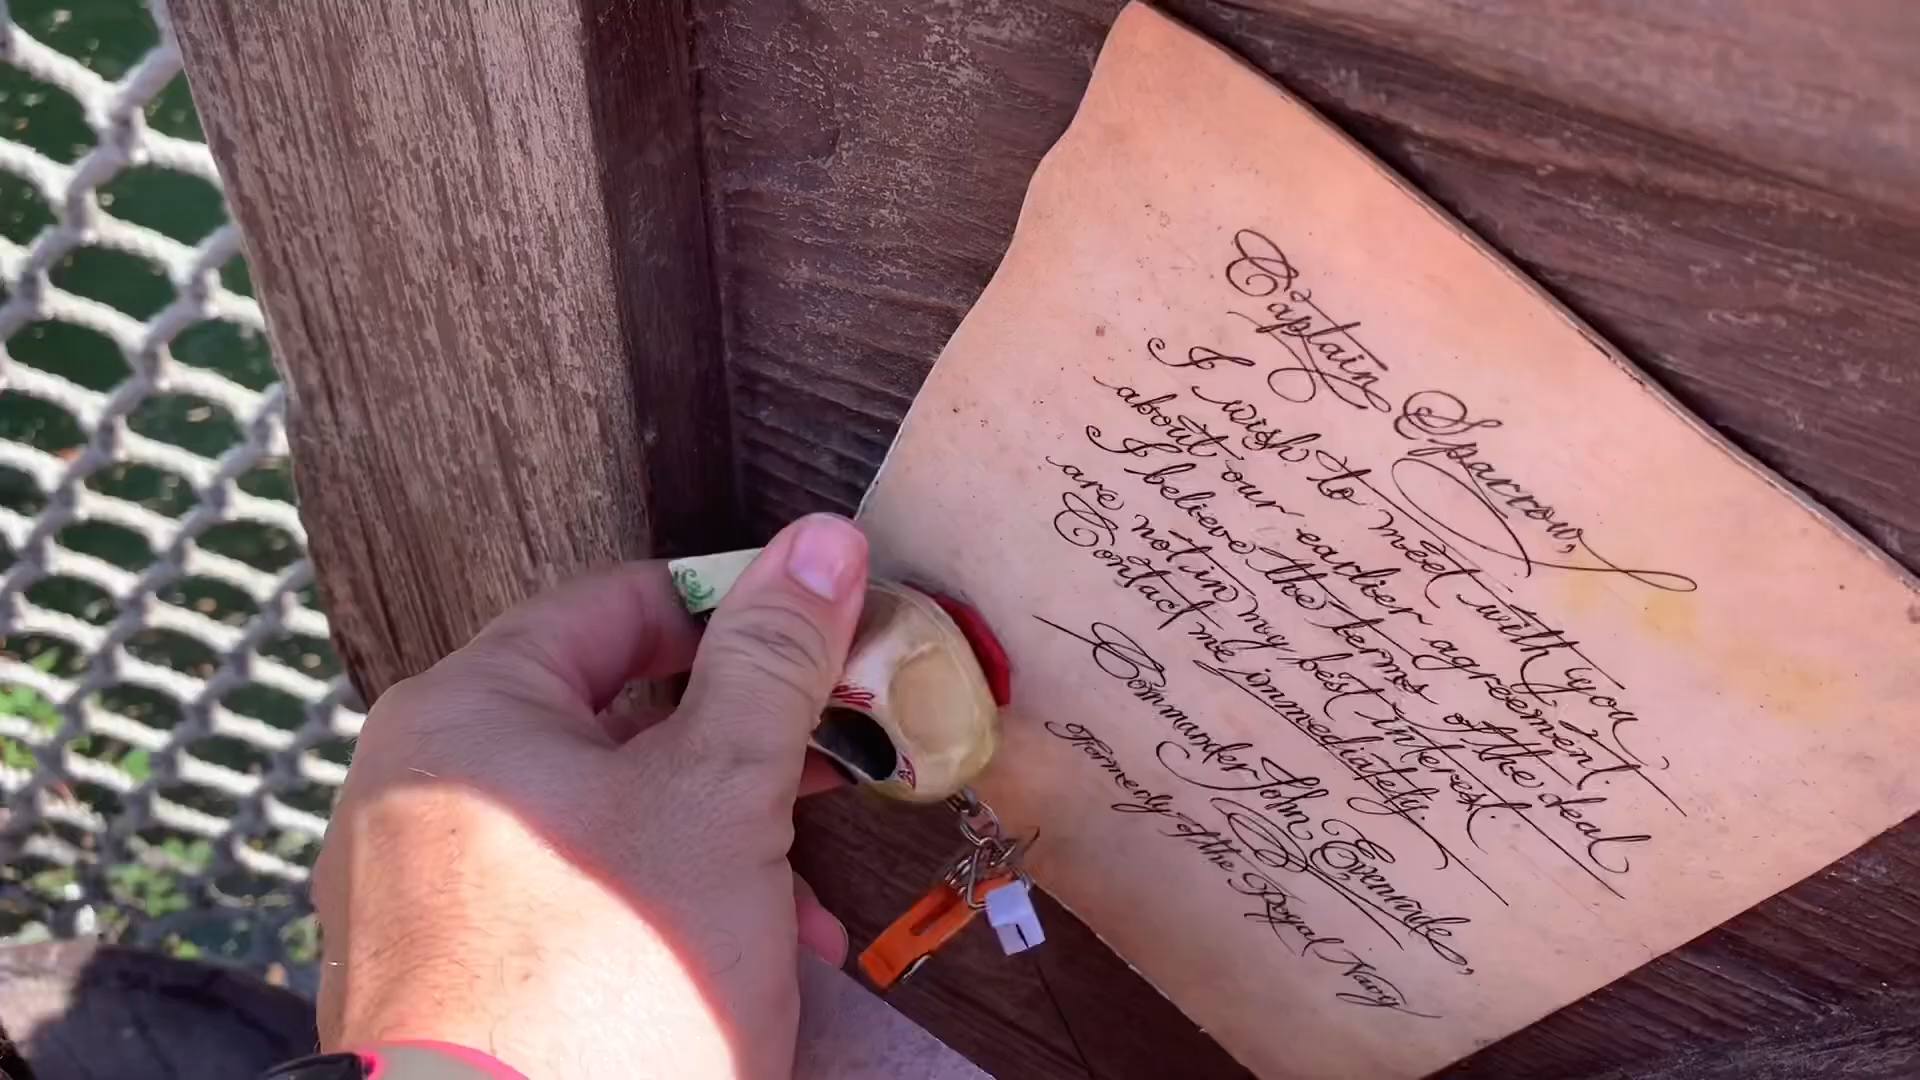 Captain Sparrow,
I wish to meet with you
about our earlier agreement.
I believe the terms of the deal
are not in my best interest.
Contact me immediately.
Commander John Evermile,
Formerly of the Royal Navy